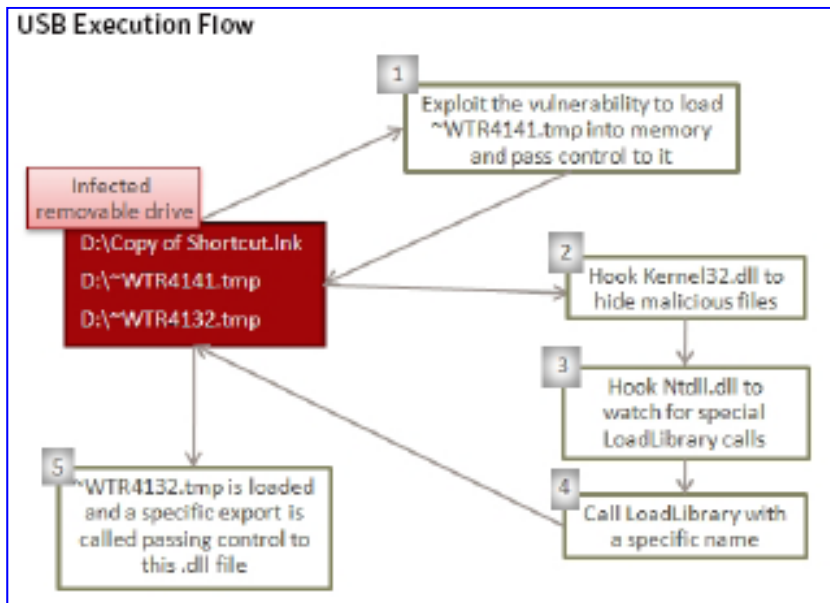 USB Execution Flow
1
Exploit the vulnerability to load
~WTR4141.tmp into memory
and pass control to it
Infected
removable drive
D:\Copy of Shortcut.lnk
D:\~WTR4141.tmp
D:\~WTR4132.tmp
2
Hook Kernel32.dll to
hide malicious files
3
Hook Ntdll.dll to
watch for special
LoadLibrary calls
4
Call LoadLibrary with
a specific name
5
~WTR4132.tmp is loaded
and a specific export is
called passing control to
this .dll file